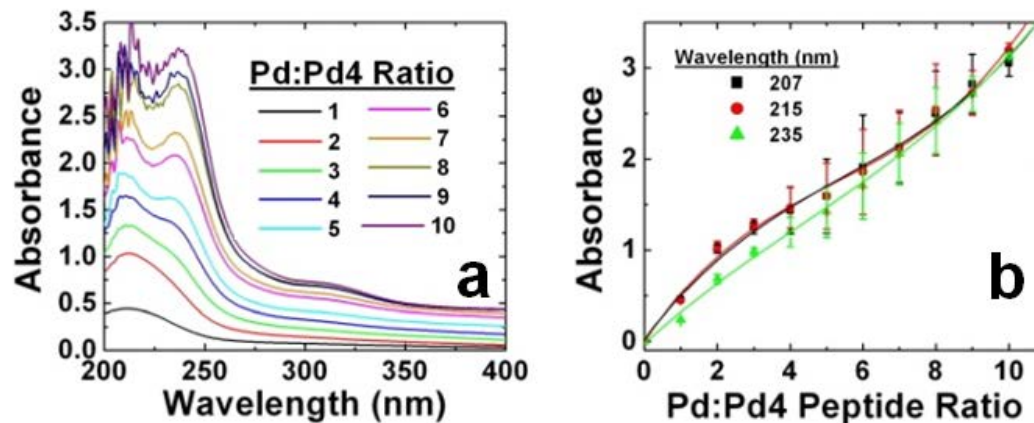 3.5
3.0
2.5
2.0
1.5
1.0
0.5
0.0
Absorbance
Pd:Pd4 Ratio
1 6
2 7
3 8
4 9
5 10
a
200 250 300 350 400
Wavelength (nm)
3
2
1
0
Absorbance
Wavelength (nm)
207
215
235
b
0 2 4 6 8 10
Pd:Pd4 Peptide Ratio